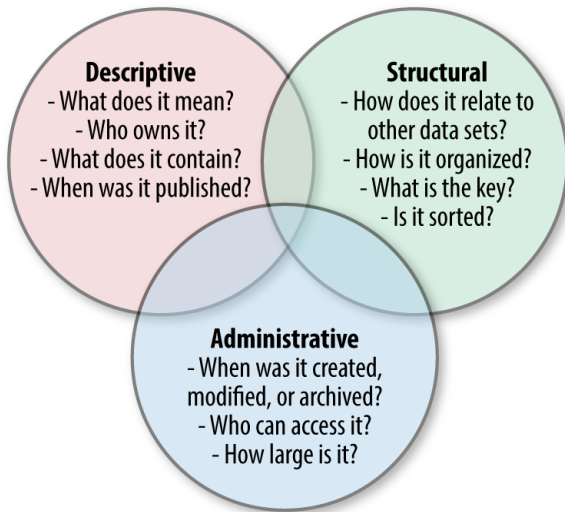 Descriptive
- What does it mean?
- Who owns it?
- What does it contain?
- When was it published?
Structural
- How does it relate to
other data sets?
- How is it organized?
- What is the key?
- Is it sorted?
Administrative
- When was it created,
modified, or archived?
- Who can access it?
- How large is it?